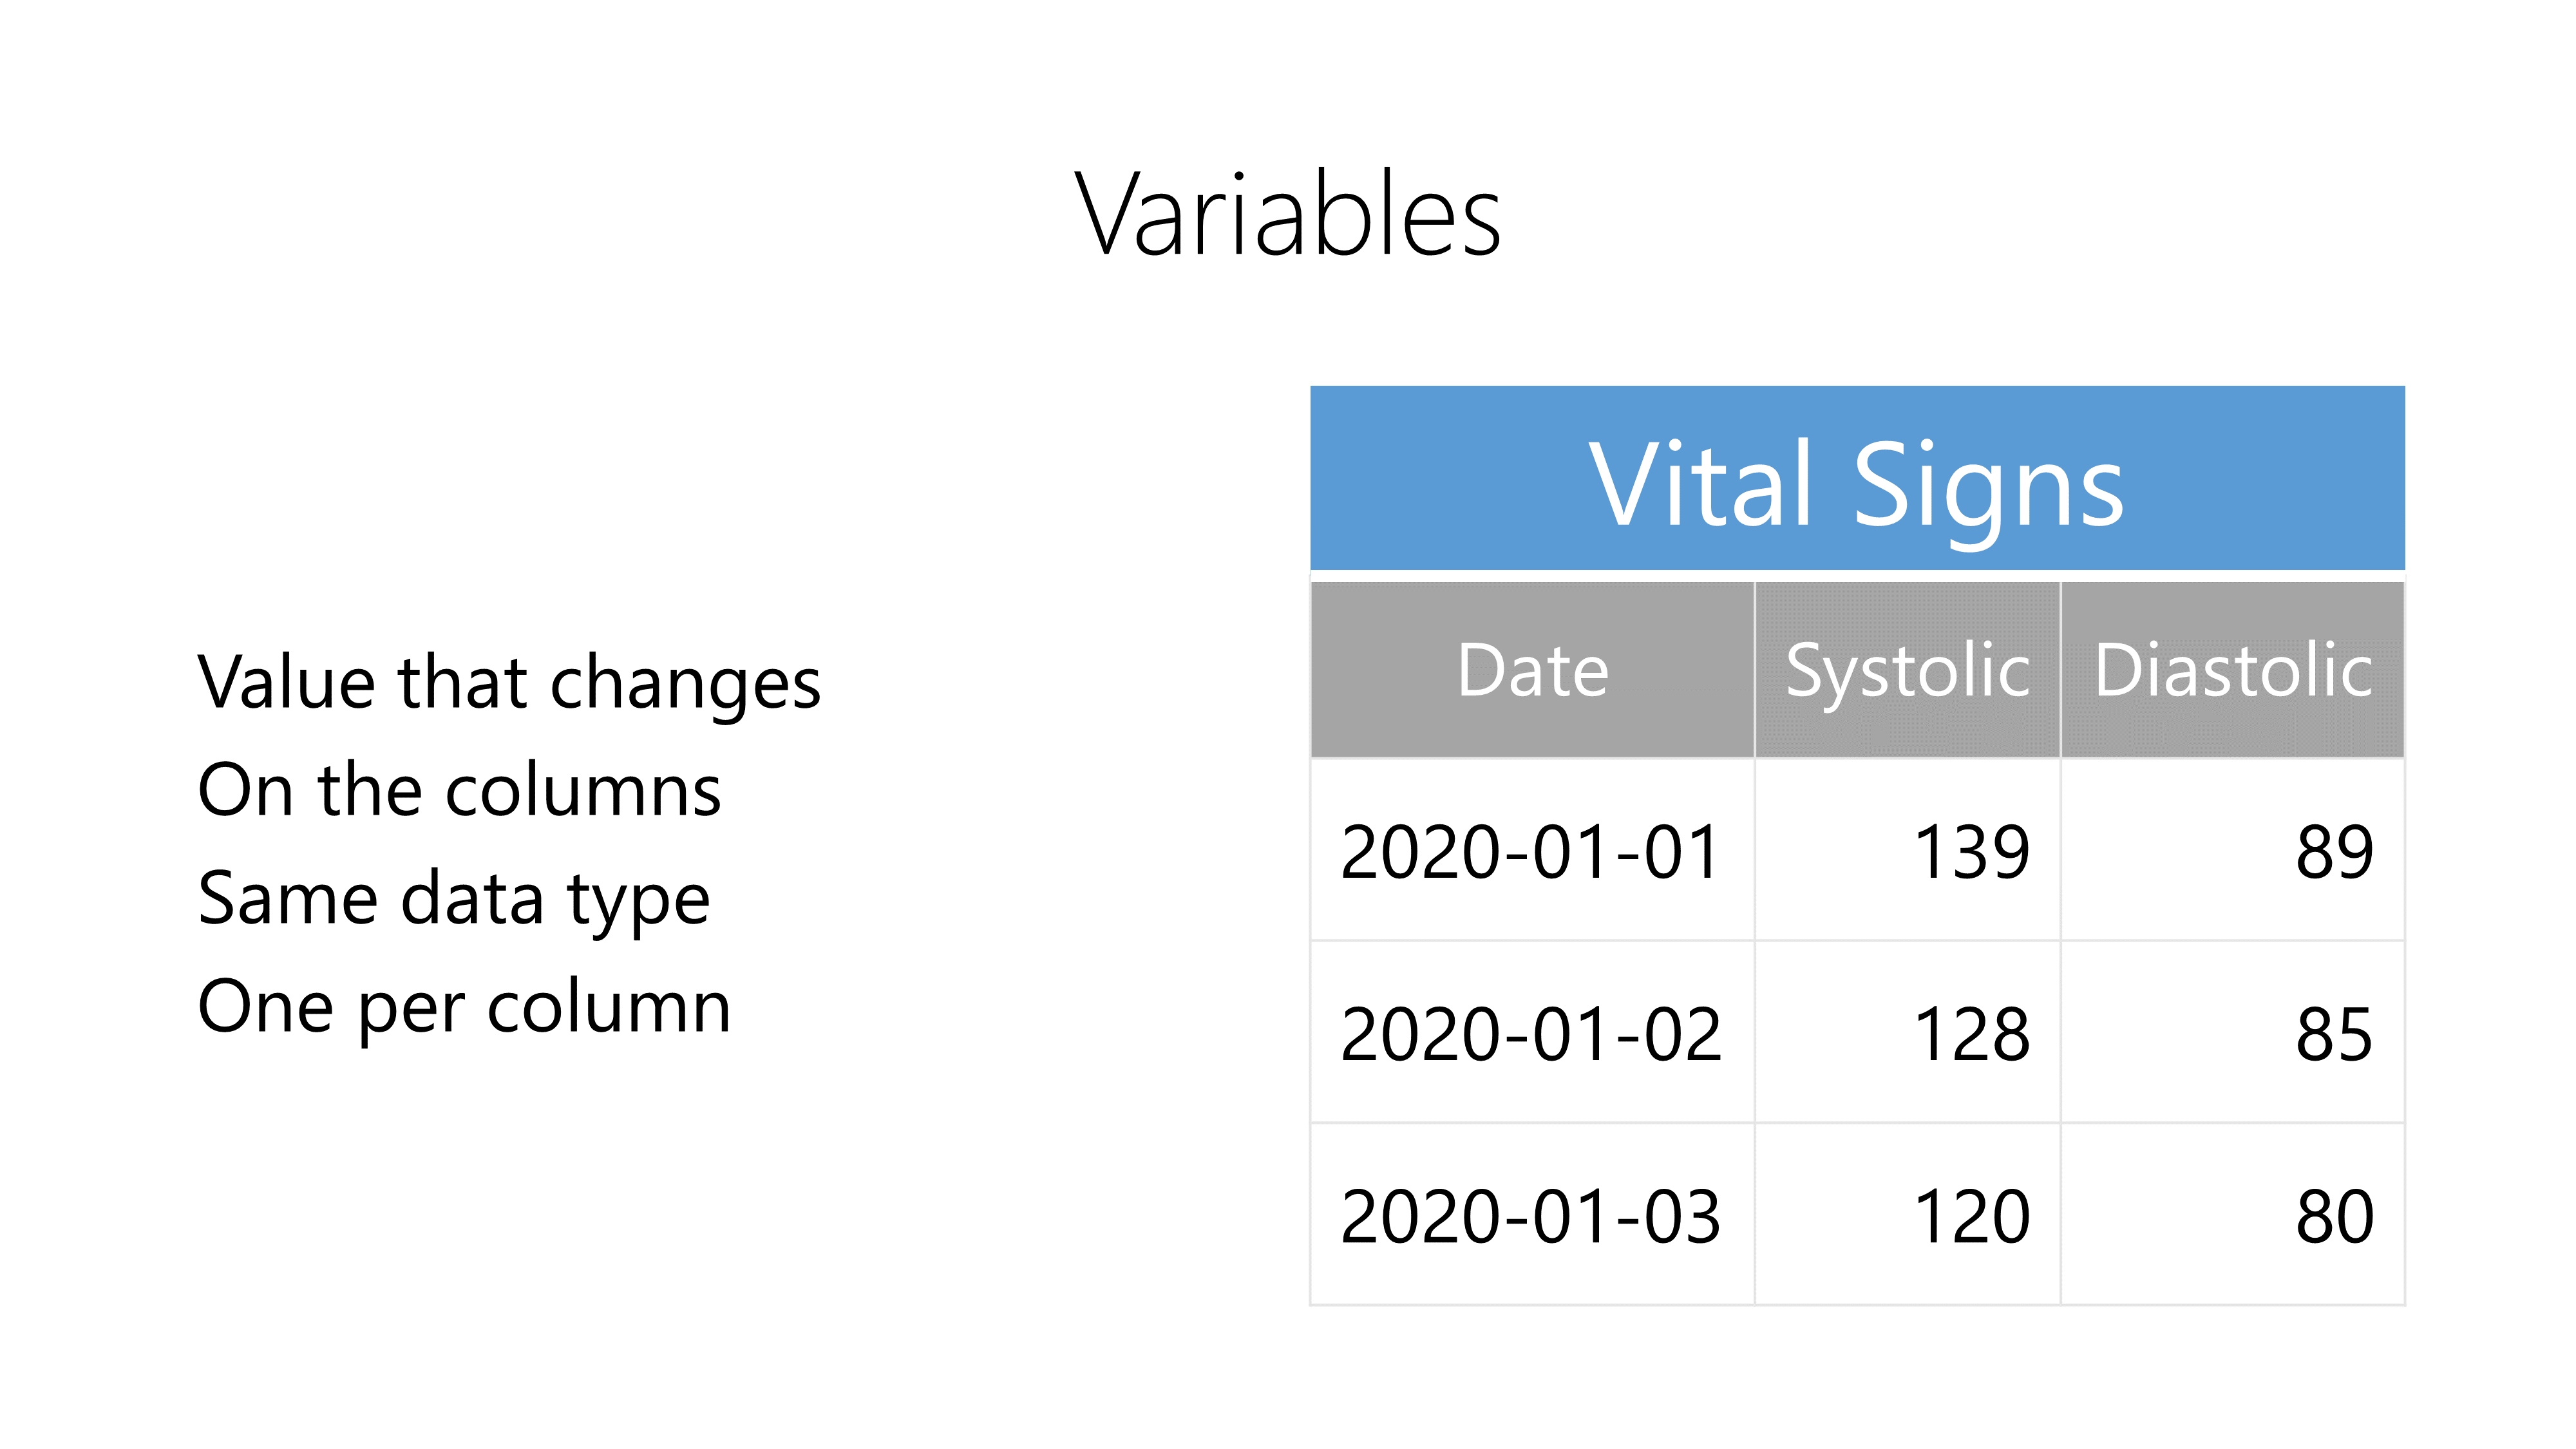 Variables
Value that changes
On the columns
Same data type
One per column
Vital Signs
Date Systolic Diastolic
2020-01-01 139 89
2020-01-02 128 85
2020-01-03 120 80